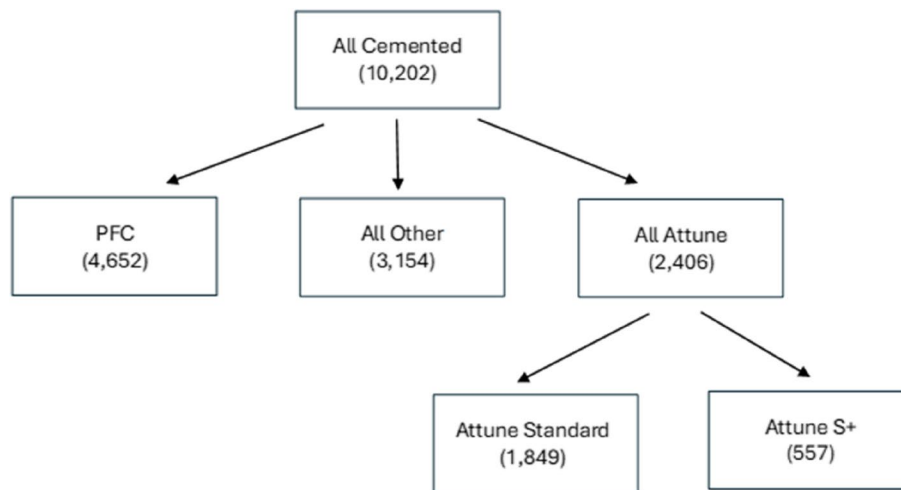 All Cemented
(10,202)
PFC
(4,652)
All Other
(3,154)
All Attune
(2,406)
Attune Standard
(1,849)
Attune S+
(557)